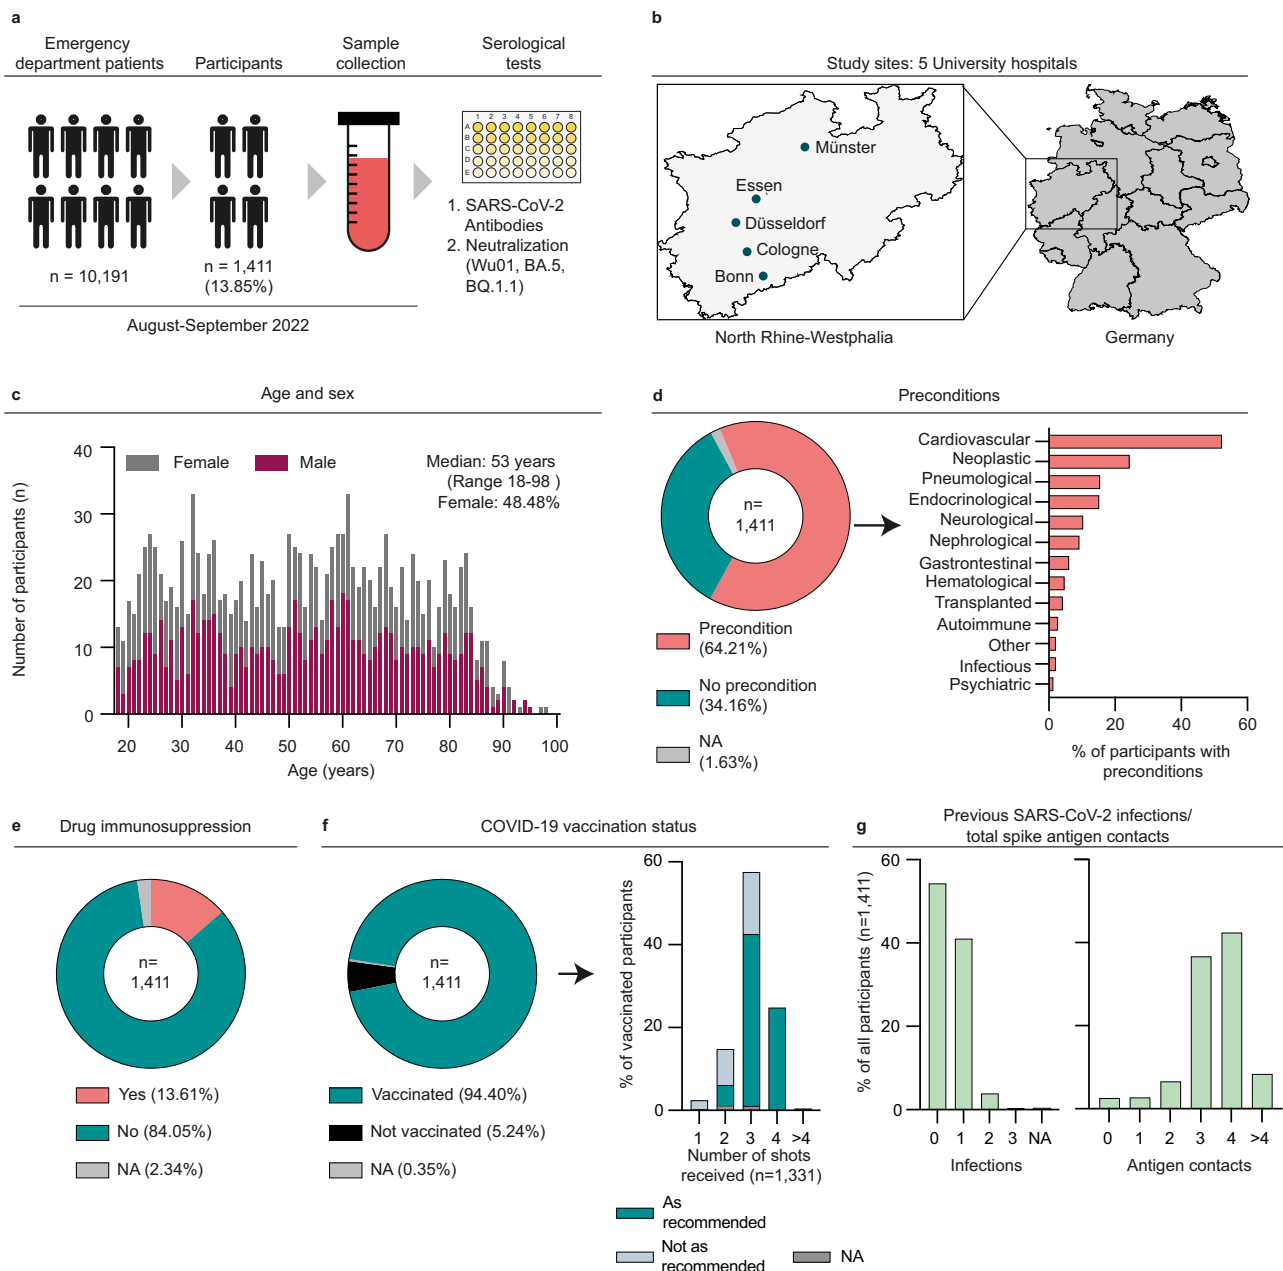 a
Emergency
department patients
Participants
Sample
collection
Serological
tests
n = 10,191
n = 1,411
(13.85%)
1 2 3 4 5 6 7 8
A
B
C
D
E
1. SARS-CoV-2
Antibodies
2. Neutralization
(Wu01, BA.5,
BQ.1.1)
August-September 2022
b
Study sites: 5 University hospitals
Münster
Essen
Düsseldorf
Cologne
Bonn
North Rhine-Westphalia
Germany
c
Age and sex
Number of participants (n)
40
30
20
10
0
Female
Male
Median: 53 years
(Range 18-98 )
Female: 48.48%
20 30 40 50 60 70 80 90 100
Age (years)
d
Preconditions
n=
1,411
Precondition
(64.21%)
No precondition
(34.16%)
NA
(1.63%)
Cardiovascular
Neoplastic
Pneumological
Endocrinological
Neurological
Nephrological
Gastrontestinal
Hematological
Transplanted
Autoimmune
Other
Infectious
Psychiatric
0 20 40 60
% of participants with
preconditions
e
Drug immunosuppression
n=
1,411
Yes (13.61%)
No (84.05%)
NA (2.34%)
f
COVID-19 vaccination status
n=
1,411
Vaccinated (94.40%)
Not vaccinated (5.24%)
NA (0.35%)
% of vaccinated participants
60
40
20
0
1 2 3 4 >4
Number of shots
received (n=1,331)
As
recommended
Not as
recommended
NA
g
Previous SARS-CoV-2 infections/
total spike antigen contacts
% of all participants (n=1,411)
60
40
20
0
0 1 2 3 NA
Infections
0 1 2 3 4 >4
Antigen contacts